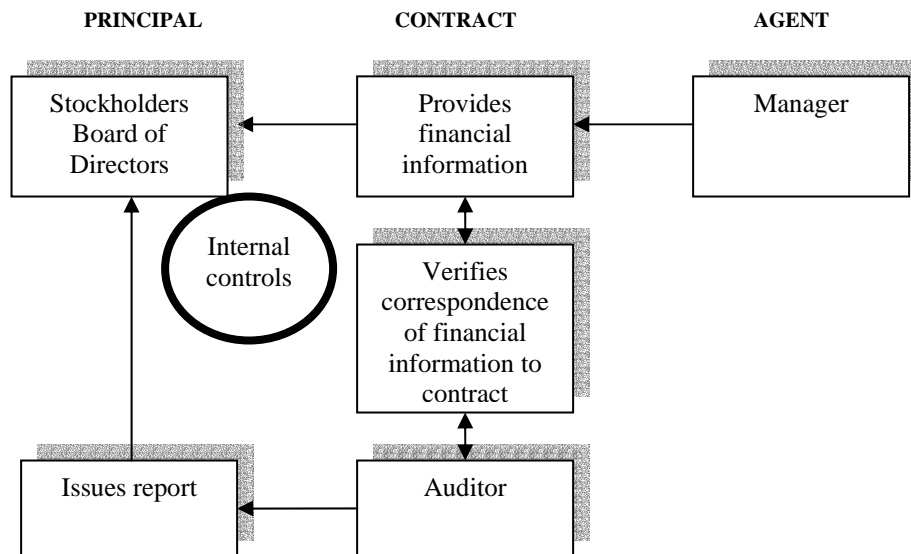 PRINCIPAL
CONTRACT
AGENT
Stockholders
Board of
Directors
Provides
financial
information
Manager
Internal
controls
Verifies
correspondence
of financial
information to
contract
Issues report
Auditor